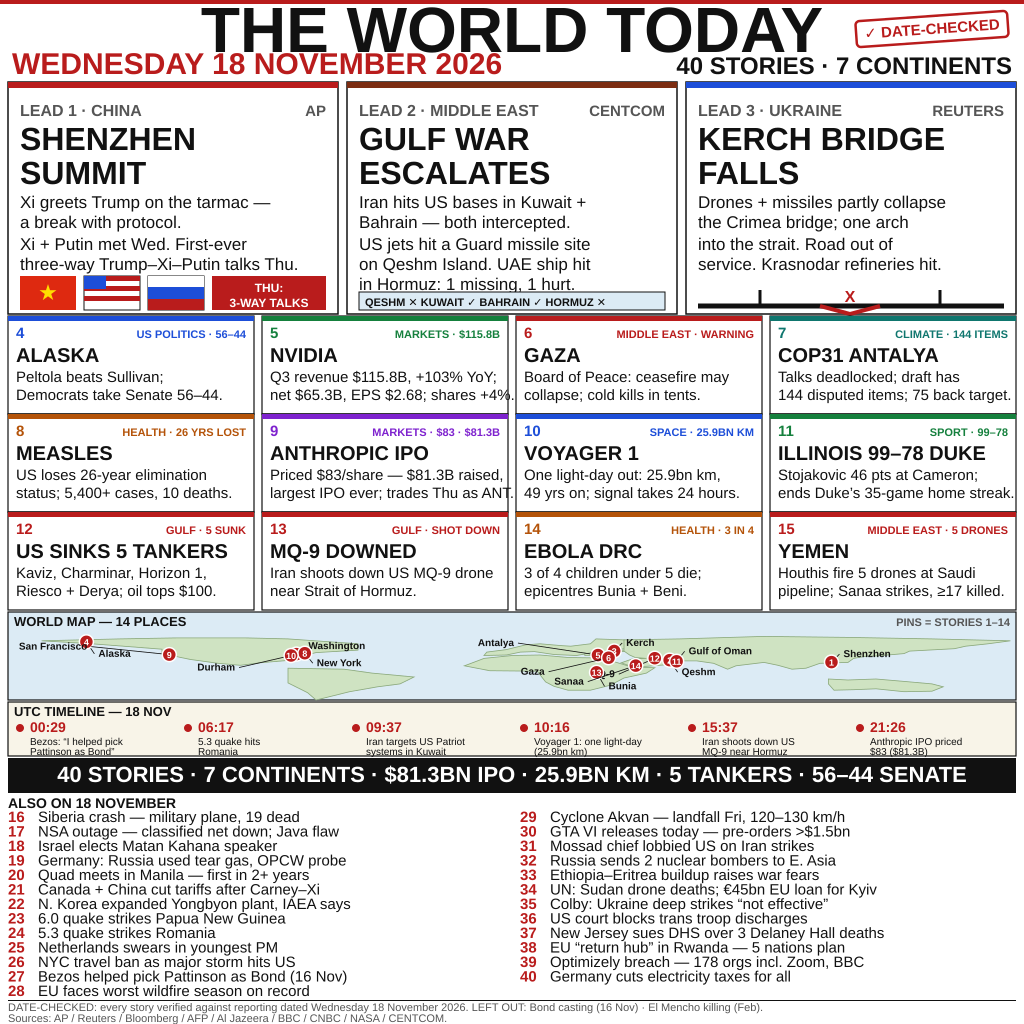 THE WORLD TODAY
✓ DATE-CHECKED
WEDNESDAY 18 NOVEMBER 2026
40 STORIES · 7 CONTINENTS
LEAD 1 · CHINA
AP
SHENZHEN
SUMMIT
Xi greets Trump on the tarmac —
a break with protocol.
Xi + Putin met Wed. First-ever
three-way Trump–Xi–Putin talks Thu.
THU:
3-WAY TALKS
LEAD 2 · MIDDLE EAST
CENTCOM
GULF WAR
ESCALATES
Iran hits US bases in Kuwait +
Bahrain — both intercepted.
US jets hit a Guard missile site
on Qeshm Island. UAE ship hit
in Hormuz: 1 missing, 1 hurt.
QESHM ✕ KUWAIT ✓ BAHRAIN ✓ HORMUZ ✕
LEAD 3 · UKRAINE
REUTERS
KERCH BRIDGE
FALLS
Drones + missiles partly collapse
the Crimea bridge; one arch
into the strait. Road out of
service. Krasnodar refineries hit.
X
4
US POLITICS · 56–44
ALASKA
Peltola beats Sullivan;
Democrats take Senate 56–44.
5
MARKETS · $115.8B
NVIDIA
Q3 revenue $115.8B, +103% YoY;
net $65.3B, EPS $2.68; shares +4%.
6
MIDDLE EAST · WARNING
GAZA
Board of Peace: ceasefire may
collapse; cold kills in tents.
7
CLIMATE · 144 ITEMS
COP31 ANTALYA
Talks deadlocked; draft has
144 disputed items; 75 back target.
8
HEALTH · 26 YRS LOST
MEASLES
US loses 26-year elimination
status; 5,400+ cases, 10 deaths.
9
MARKETS · $83 · $81.3B
ANTHROPIC IPO
Priced $83/share — $81.3B raised,
largest IPO ever; trades Thu as ANT.
10
SPACE · 25.9BN KM
VOYAGER 1
One light-day out: 25.9bn km,
49 yrs on; signal takes 24 hours.
11
SPORT · 99–78
ILLINOIS 99–78 DUKE
Stojakovic 46 pts at Cameron;
ends Duke’s 35-game home streak.
12
GULF · 5 SUNK
US SINKS 5 TANKERS
Kaviz, Charminar, Horizon 1,
Riesco + Derya; oil tops $100.
13
GULF · SHOT DOWN
MQ-9 DOWNED
Iran shoots down US MQ-9 drone
near Strait of Hormuz.
14
HEALTH · 3 IN 4
EBOLA DRC
3 of 4 children under 5 die;
epicentres Bunia + Beni.
15
MIDDLE EAST · 5 DRONES
YEMEN
Houthis fire 5 drones at Saudi
pipeline; Sanaa strikes, ≥17 killed.
WORLD MAP — 14 PLACES
PINS = STORIES 1–14
San Francisco
4
Alaska
9
Durham
10
8
Washington
New York
Antalya
5
6
Kerch
Gaza
13
Sanaa
Bunia
14
12
11
Gulf of Oman
Qeshm
1
Shenzhen
UTC TIMELINE — 18 NOV
00:29
Bezos: “I helped pick
Pattinson as Bond”
06:17
5.3 quake hits
Romania
09:37
Iran targets US Patriot
systems in Kuwait
10:16
Voyager 1: one light-day
(25.9bn km)
15:37
Iran shoots down US
MQ-9 near Hormuz
21:26
Anthropic IPO priced
$83 ($81.3B)
40 STORIES · 7 CONTINENTS · $81.3BN IPO · 25.9BN KM · 5 TANKERS · 56–44 SENATE
ALSO ON 18 NOVEMBER
16 Siberia crash — military plane, 19 dead
17 NSA outage — classified net down; Java flaw
18 Israel elects Matan Kahana speaker
19 Germany: Russia used tear gas, OPCW probe
20 Quad meets in Manila — first in 2+ years
21 Canada + China cut tariffs after Carney–Xi
22 N. Korea expanded Yongbyon plant, IAEA says
23 6.0 quake strikes Papua New Guinea
24 5.3 quake strikes Romania
25 Netherlands swears in youngest PM
26 NYC travel ban as major storm hits US
27 Bezos helped pick Pattinson as Bond (16 Nov)
28 EU faces worst wildfire season on record
29 Cyclone Akvan — landfall Fri, 120–130 km/h
30 GTA VI releases today — pre-orders >$1.5bn
31 Mossad chief lobbied US on Iran strikes
32 Russia sends 2 nuclear bombers to E. Asia
33 Ethiopia–Eritrea buildup raises war fears
34 UN: Sudan drone deaths; €45bn EU loan for Kyiv
35 Colby: Ukraine deep strikes “not effective”
36 US court blocks trans troop discharges
37 New Jersey sues DHS over 3 Delaney Hall deaths
38 EU “return hub” in Rwanda — 5 nations plan
39 Optimizely breach — 178 orgs incl. Zoom, BBC
40 Germany cuts electricity taxes for all
DATE-CHECKED: every story verified against reporting dated Wednesday 18 November 2026. LEFT OUT: Bond casting (16 Nov) · El Mencho killing (Feb).
Sources: AP / Reuters / Bloomberg / AFP / Al Jazeera / BBC / CNBC / NASA / CENTCOM.